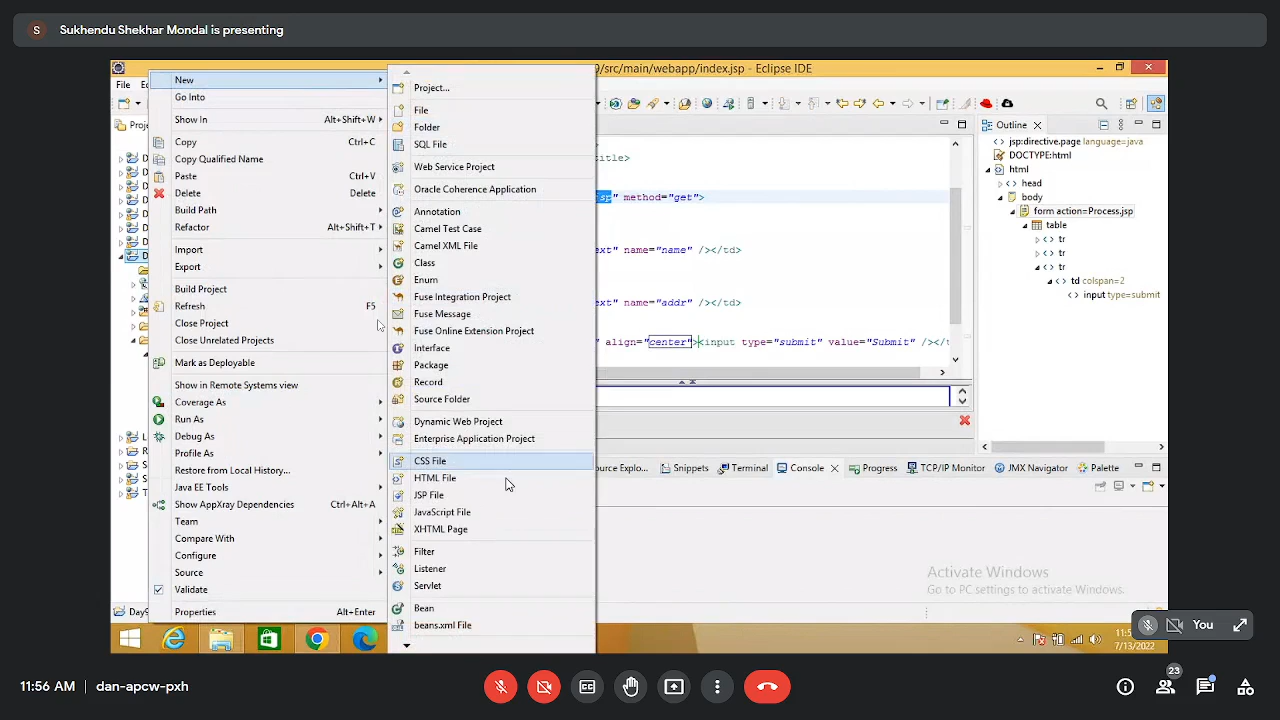 S Sukhendu Shekhar Mondal is presenting
9/src/main/webapp/index.jsp - Eclipse IDE
File
New
Go Into
Show In Alt+Shift+W
Copy Ctrl+C
Copy Qualified Name
Paste Ctrl+V
Delete Delete
Build Path
Refactor Alt+Shift+T
Import
Export
Build Project
Refresh F5
Close Project
Close Unrelated Projects
Mark as Deployable
Show in Remote Systems view
Coverage As
Run As
Debug As
Profile As
Restore from Local History...
Java EE Tools
Show AppXray Dependencies Ctrl+Alt+A
Team
Compare With
Configure
Source
Validate
Properties Alt+Enter
Project...
File
Folder
SQL File
Web Service Project
Oracle Coherence Application
Annotation
Camel Test Case
Camel XML File
Class
Enum
Fuse Integration Project
Fuse Message
Fuse Online Extension Project
Interface
Package
Record
Source Folder
Dynamic Web Project
Enterprise Application Project
CSS File
HTML File
JSP File
JavaScript File
XHTML Page
Filter
Listener
Servlet
Bean
beans.xml File
title>
sp" method="get">
ext" name="name" /></td>
ext" name="addr" /></td>
" align="center"><input type="submit" value="Submit" /></t
Outline
jsp:directive.page language=java
DOCTYPE:html
html
head
body
form action=Process.jsp
table
tr
tr
tr
td colspan=2
input type=submit
ource Explo... Snippets Terminal Console Progress TCP/IP Monitor JMX Navigator Palette
Activate Windows
Go to PC settings to activate Windows.
Day9
You
11:5
7/13/2022
11:56 AM | dan-apcw-pxh
23